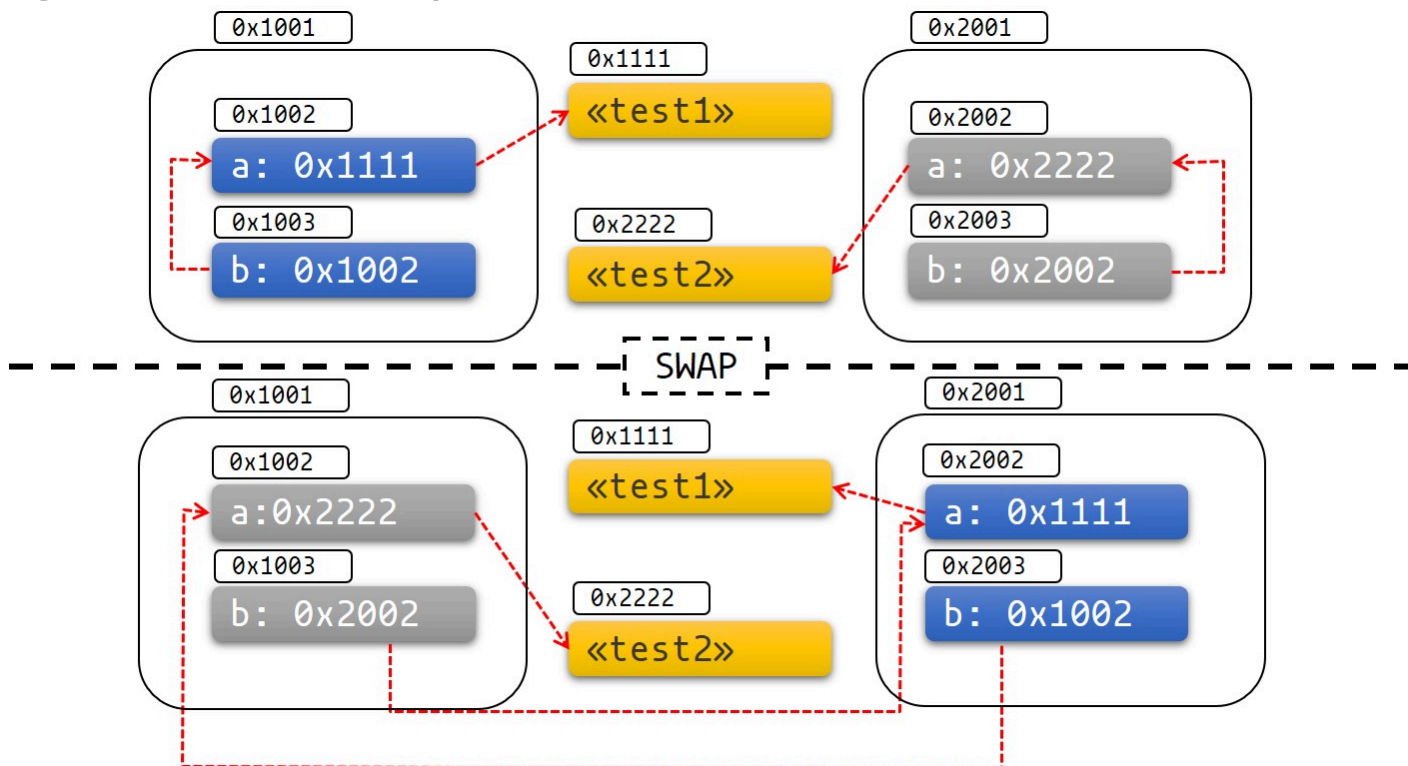 0x1001
0x2001
0x1111
«test1»
0x1002
a: 0x1111
0x2002
a: 0x2222
0x1003
b: 0x1002
0x2222
«test2»
0x2003
b: 0x2002
SWAP
0x1001
0x2001
0x1111
«test1»
0x1002
a:0x2222
0x2002
a: 0x1111
0x1003
b: 0x2002
0x2222
«test2»
0x2003
b: 0x1002